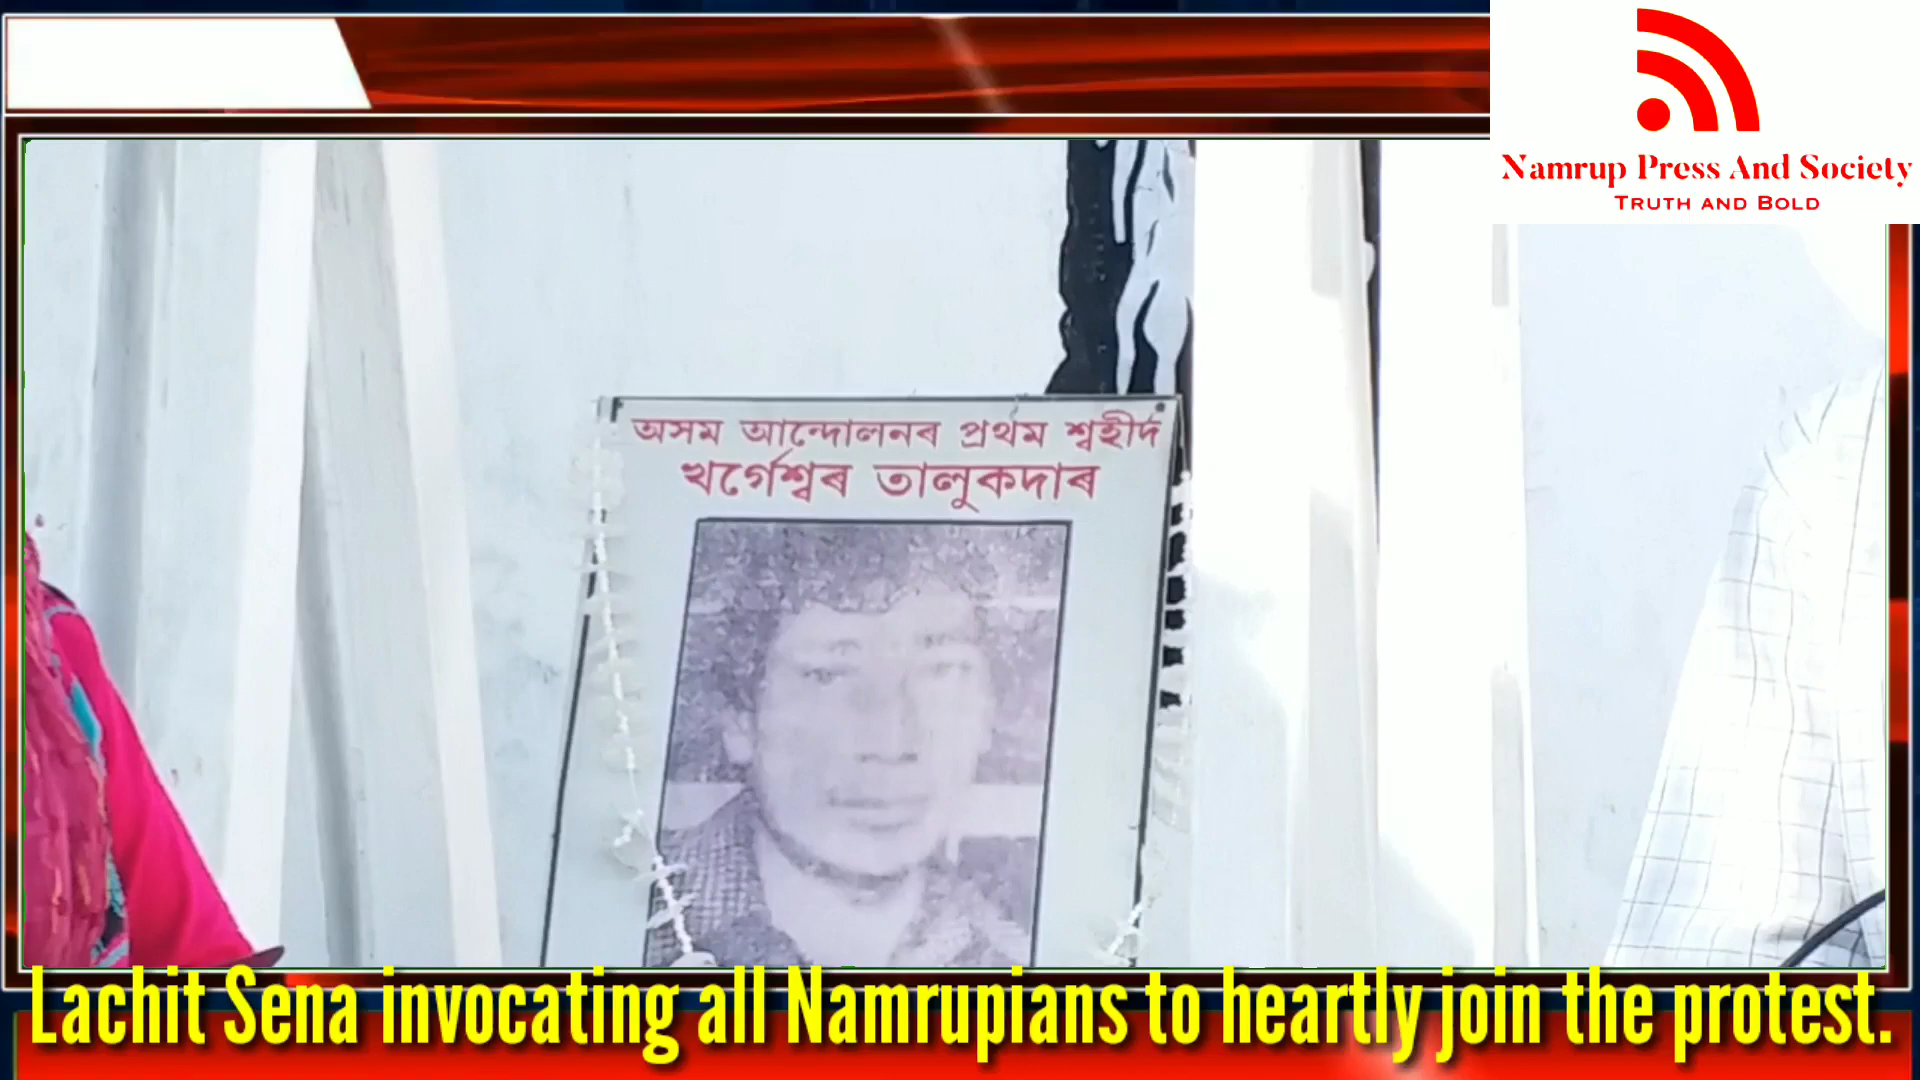 Namrup Press And Society
TRUTH AND BOLD
অসম আন্দোলনৰ প্ৰথম শ্বহীৰ্দ
খৰ্গেশ্বৰ তালুকদাৰ
Lachit Sena invocating all Namrupians to heartly join the protest.